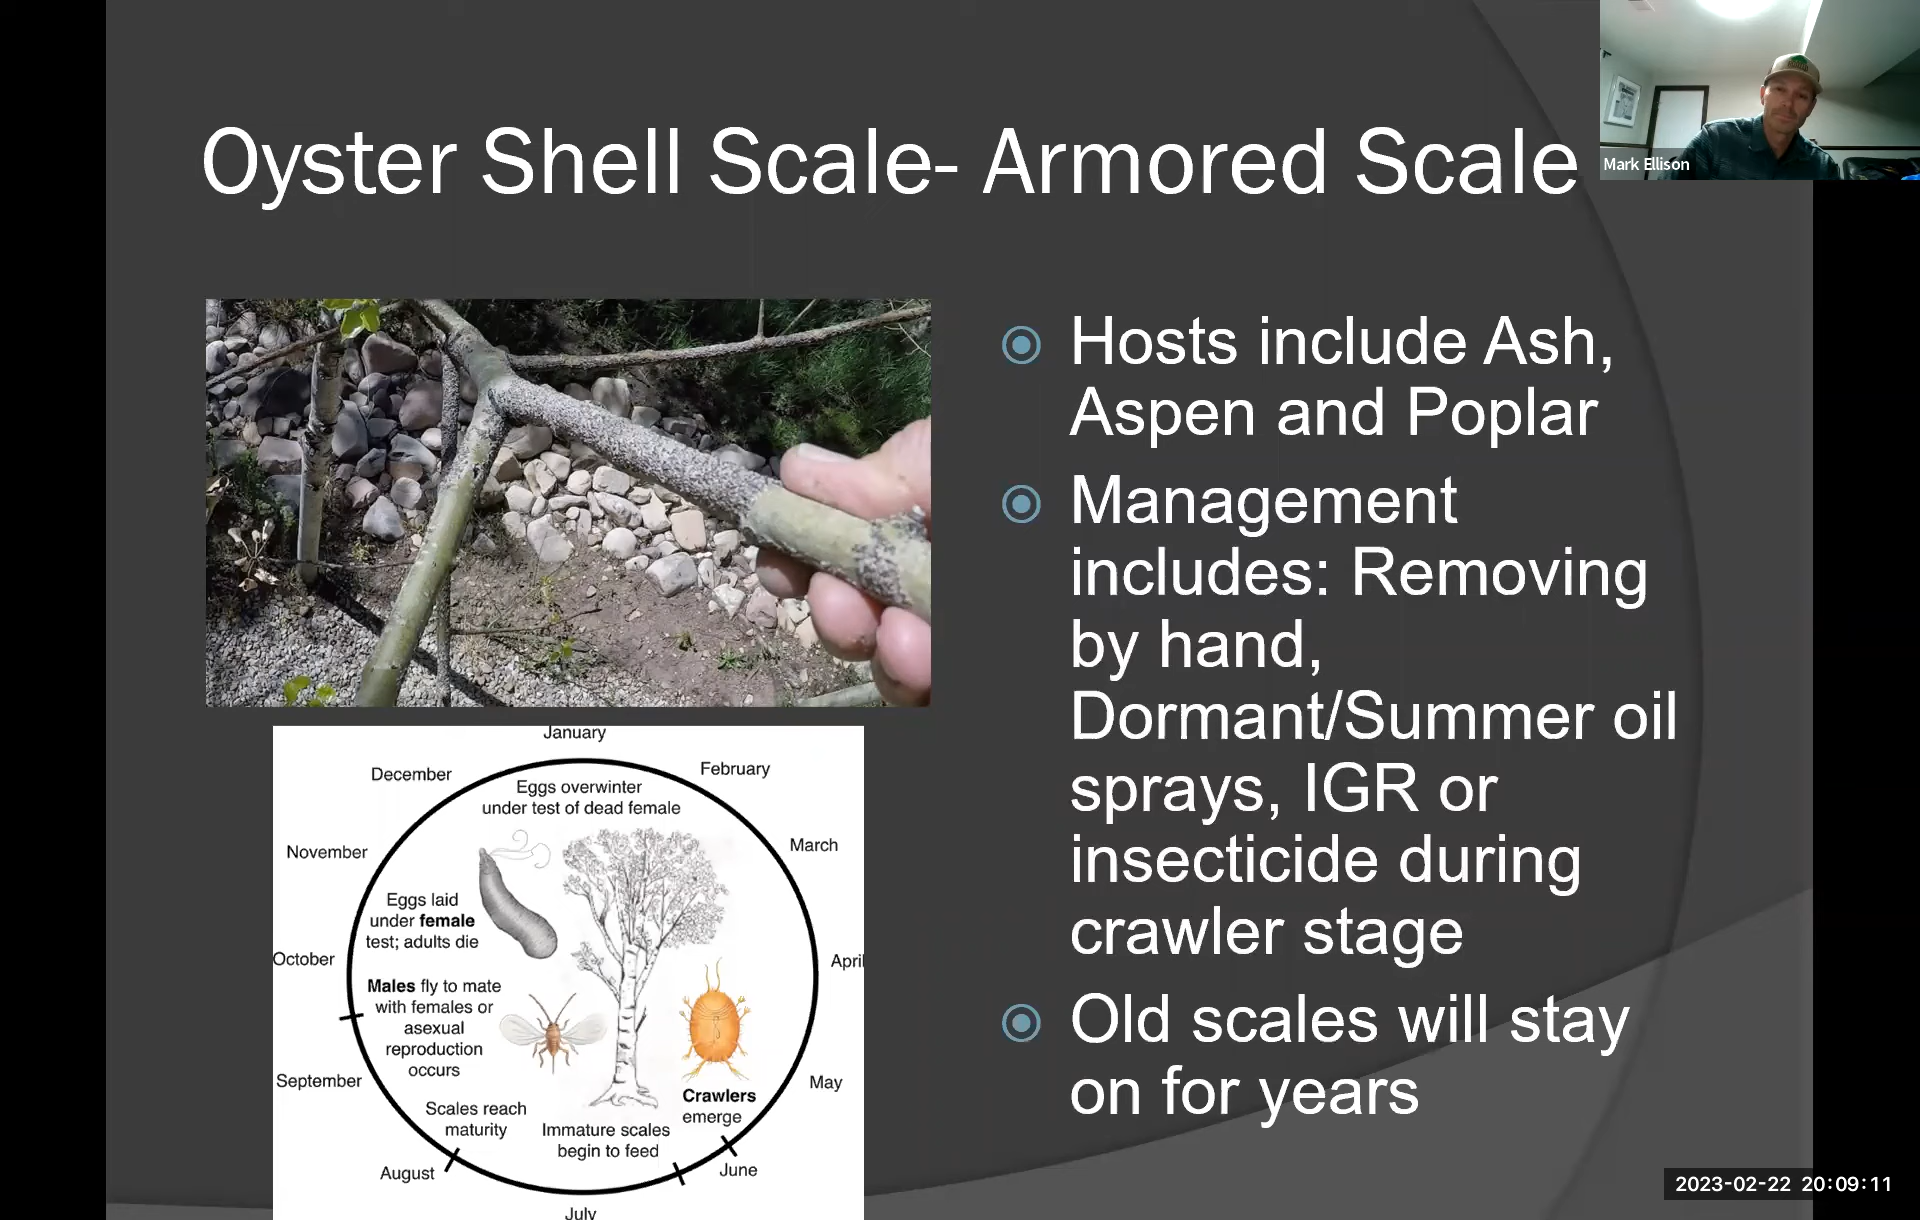 Oyster Shell Scale- Armored Scale
Mark Ellison
Hosts include Ash,
Aspen and Poplar
Management
includes: Removing
by hand,
Dormant/Summer oil
sprays, IGR or
insecticide during
crawler stage
Old scales will stay
on for years
January
February
March
April
May
June
July
August
September
October
November
December
Eggs overwinter
under test of dead female
Eggs laid
under female
test; adults die
Males fly to mate
with females or
asexual
reproduction
occurs
Scales reach
maturity
Immature scales
begin to feed
Crawlers
emerge
2023-02-22 20:09:11